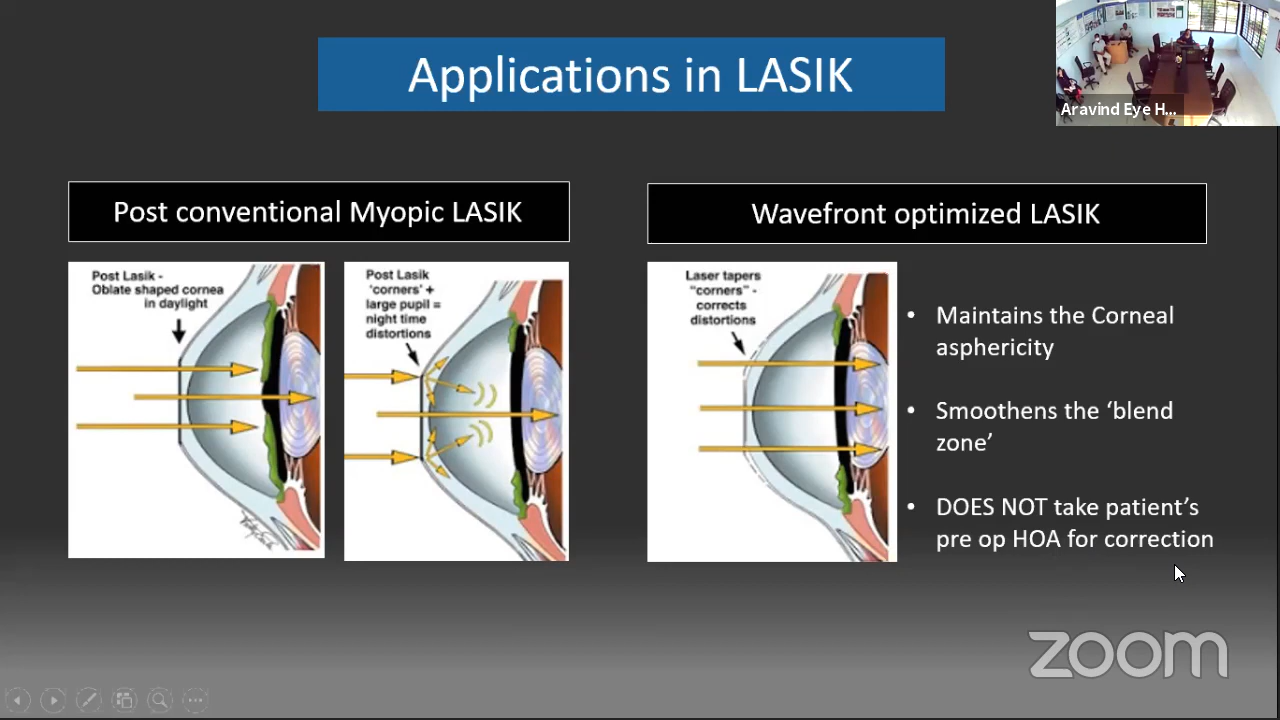 Applications in LASIK
Aravind Eye H...
Post conventional Myopic LASIK
Post Lasik -
Oblate shaped cornea
in daylight
Post Lasik
'corners' +
large pupil =
night time
distortions
Wavefront optimized LASIK
Laser tapers
"corners" -
corrects
distortions
• Maintains the Corneal
asphericity
• Smoothens the ‘blend
zone’
• DOES NOT take patient’s
pre op HOA for correction
zoom